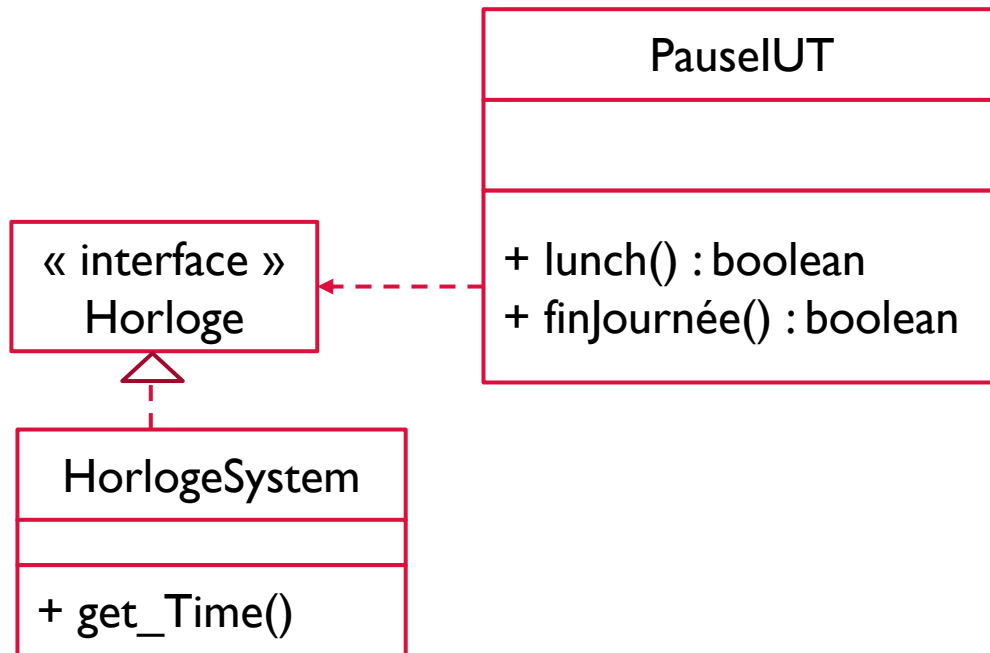 PauseIUT
+ lunch() : boolean
+ finJournée() : boolean
« interface »
Horloge
HorlogeSystem
+ get_Time()